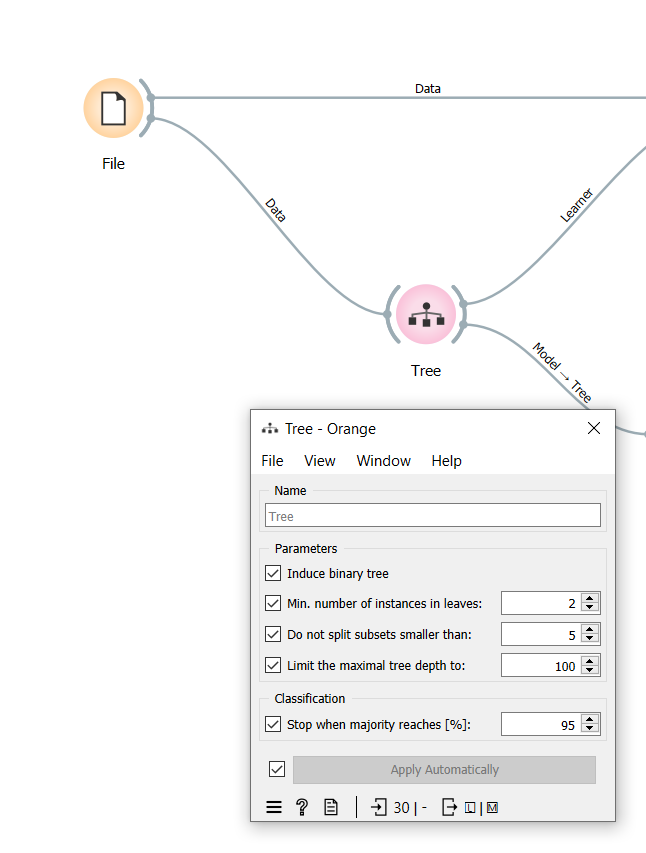 Data
File
Data
Learner
Tree
Model → Tree
Tree - Orange
File View Window Help
Name
Tree
Parameters
Induce binary tree
Min. number of instances in leaves: 2
Do not split subsets smaller than: 5
Limit the maximal tree depth to: 100
Classification
Stop when majority reaches [%]: 95
Apply Automatically
? 30 | - L | M